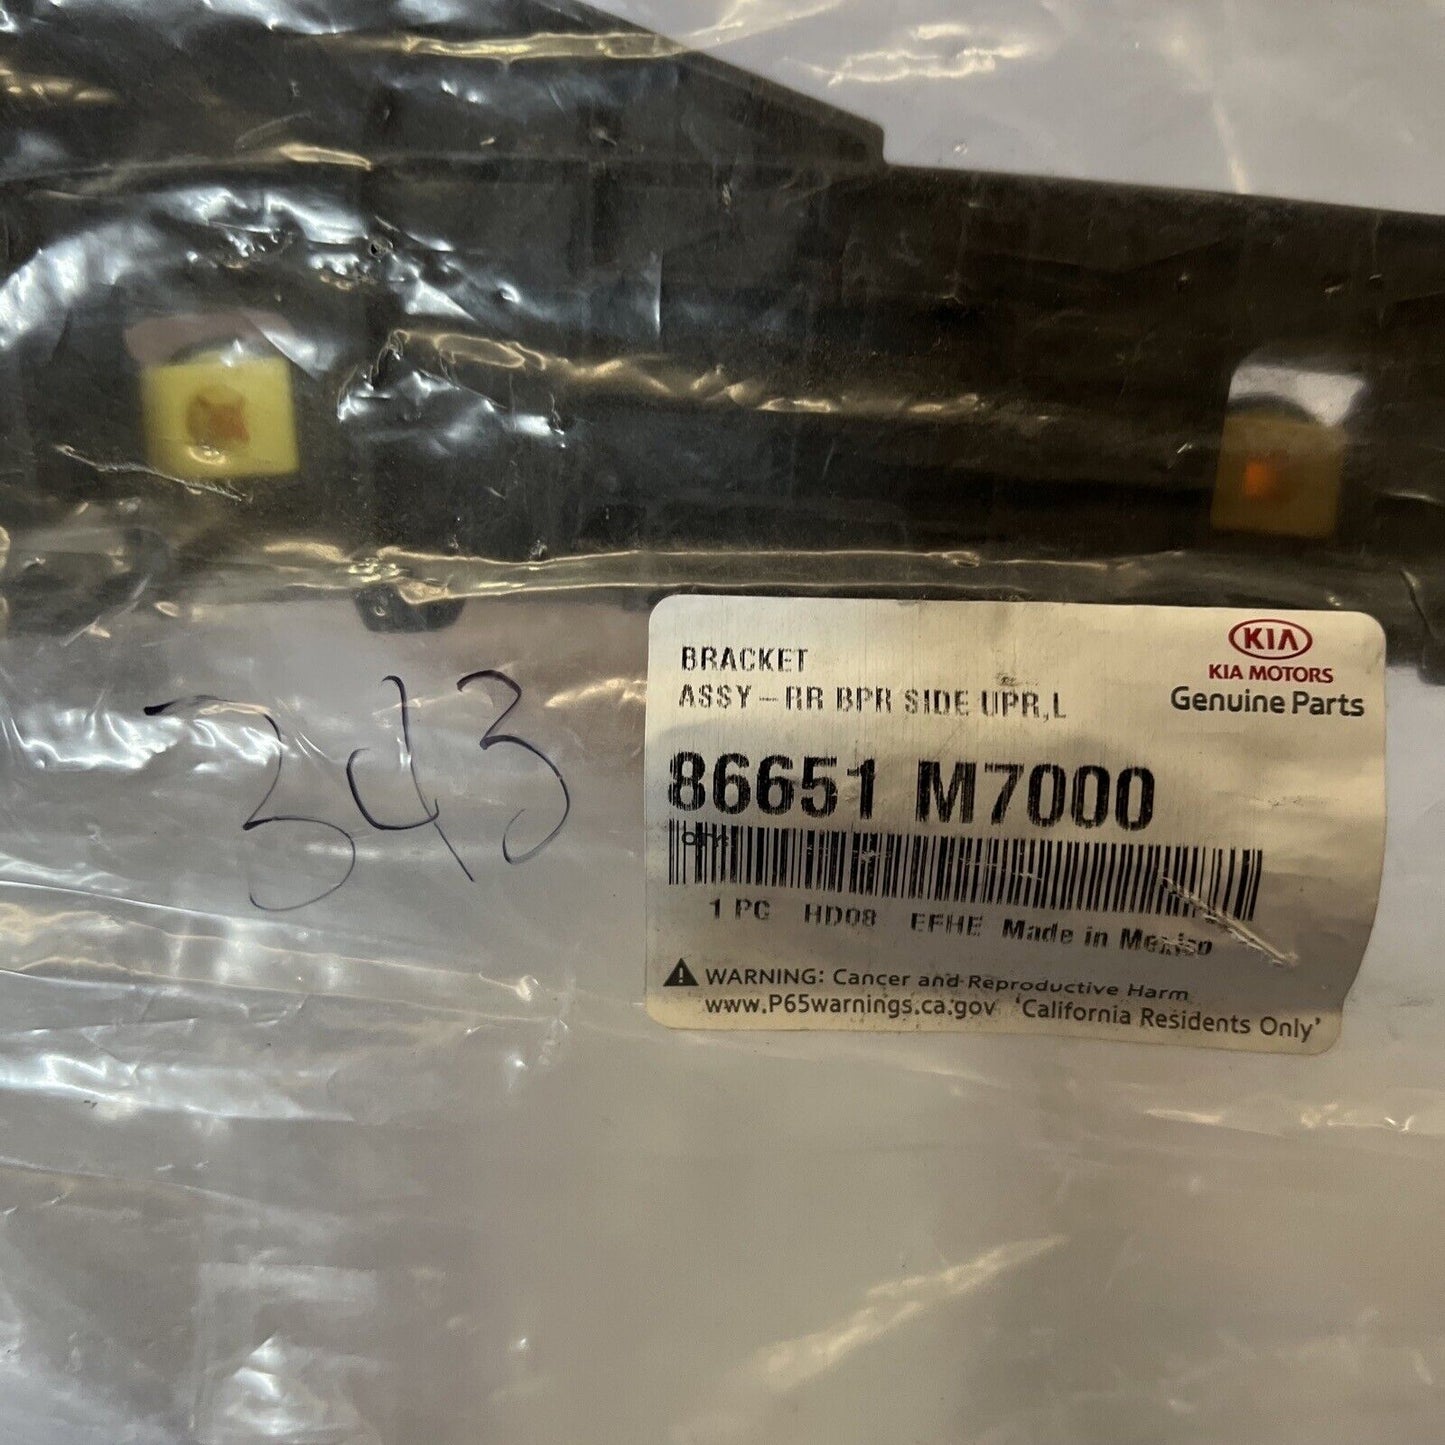 343
BRACKET
ASSY-RR BPR SIDE UPR,L
KIA
KIA MOTORS
Genuine Parts
86651 M7000
1 PC HD08 EFHE Made in Mexico
WARNING: Cancer and Reproductive Harm
www.P65warnings.ca.gov 'California Residents Only'